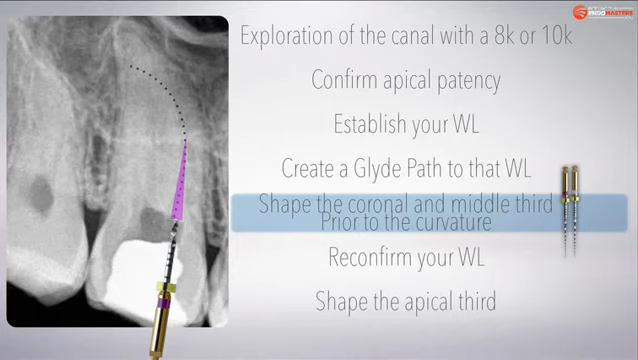 ENDOMASTERS
Exploration of the canal with a 8k or 10k
Confirm apical patency
Establish your WL
Create a Glyde Path to that WL
Shape the coronal and middle third
Prior to the curvature
Reconfirm your WL
Shape the apical third